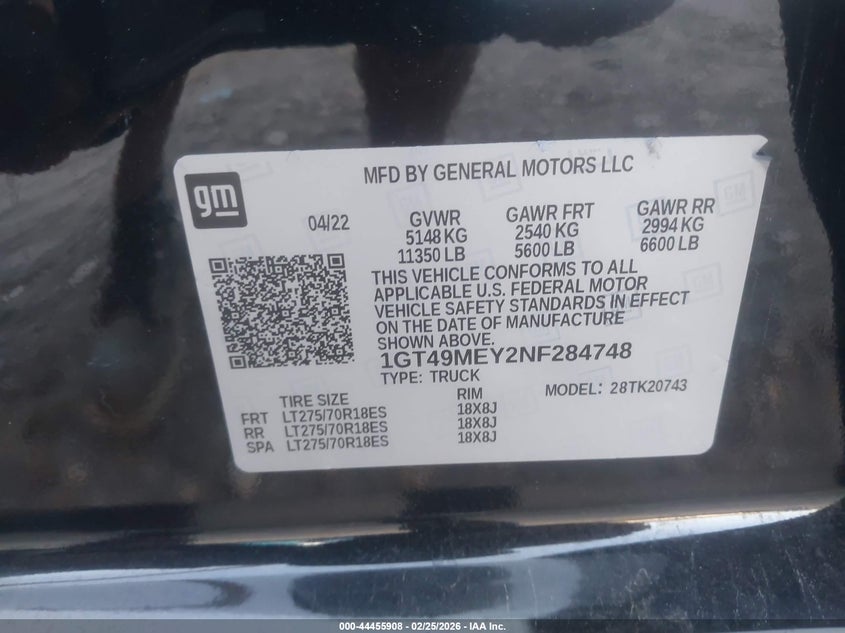 MFD BY GENERAL MOTORS LLC
gm
04/22
GVWR
5148 KG
11350 LB
GAWR FRT
2540 KG
5600 LB
GAWR RR
2994 KG
6600 LB
THIS VEHICLE CONFORMS TO ALL
APPLICABLE U.S. FEDERAL MOTOR
VEHICLE SAFETY STANDARDS IN EFFECT
ON THE DATE OF MANUFACTURE
SHOWN ABOVE.
1GT49MEY2NF284748
TYPE: TRUCK
MODEL: 28TK20743
TIRE SIZE RIM
FRT LT275/70R18ES 18X8J
RR LT275/70R18ES 18X8J
SPA LT275/70R18ES 18X8J
000-44455908 - 02/25/2026 - IAA Inc.